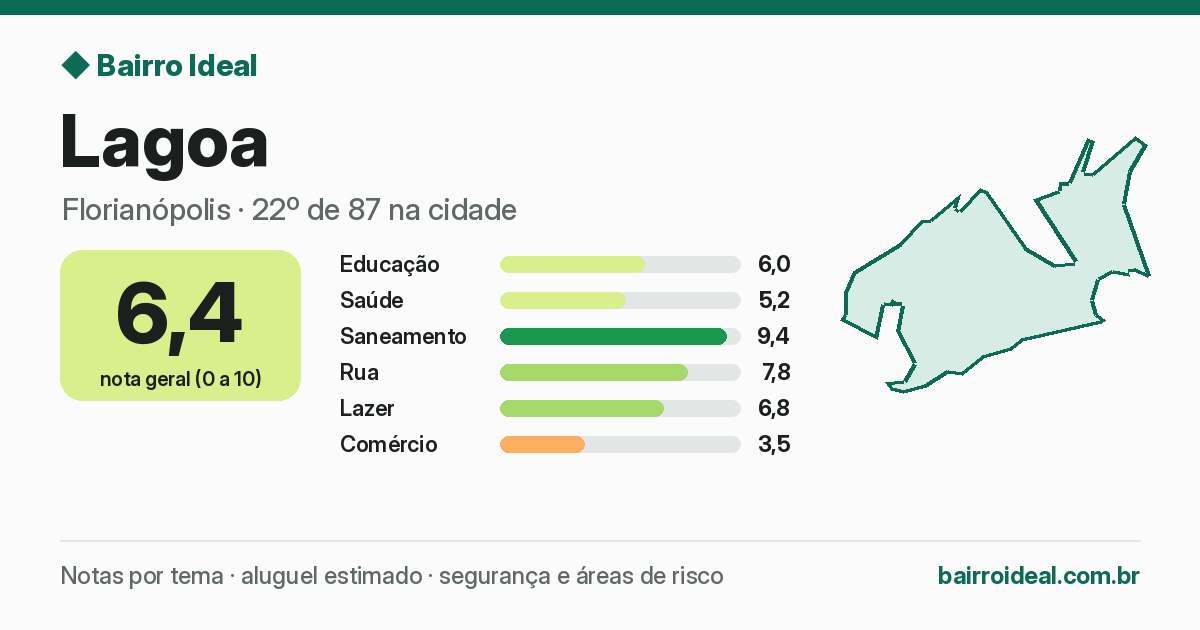 Bairro Ideal
Lagoa
Florianópolis · 22º de 87 na cidade
6,4
nota geral (0 a 10)
Educação 6,0
Saúde 5,2
Saneamento 9,4
Rua 7,8
Lazer 6,8
Comércio 3,5
Notas por tema · aluguel estimado · segurança e áreas de risco
bairroideal.com.br